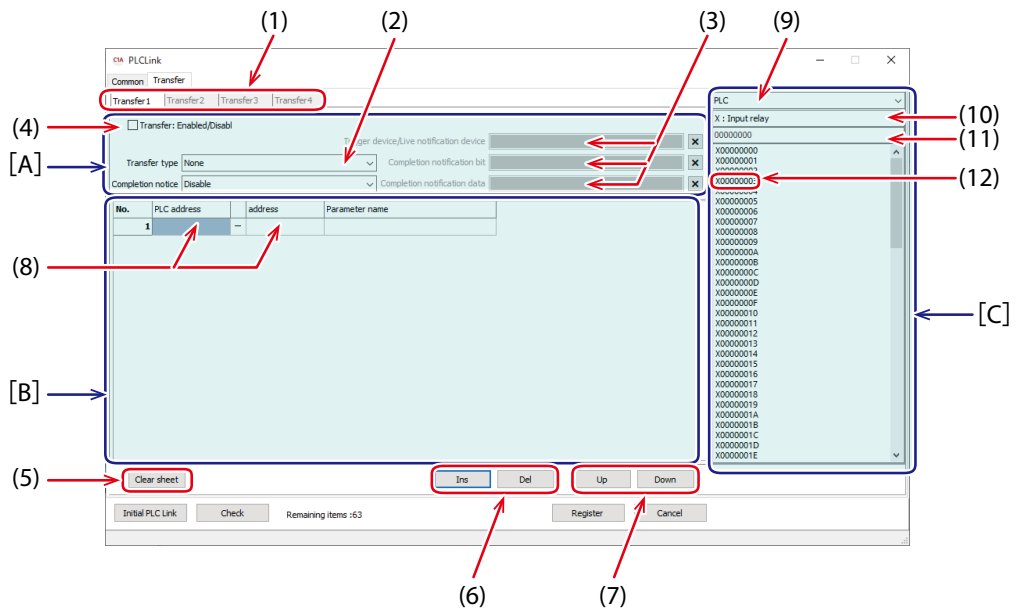 (1)
(2)
(3)
(9)
C1A PLCLink
Common Transfer
Transfer1 Transfer2 Transfer3 Transfer4
PLC
(4)
Transfer: Enabled/Disabl
X : Input relay
(10)
Trigger device/Live notification device
00000000
(11)
[A]
Transfer type None
Completion notification bit
X00000000
X00000001
Completion notice Disable
Completion notification data
X0000000
(12)
No. PLC address address Parameter name
1 —
X00000004
X00000005
X00000006
X00000007
X00000008
X00000009
(8)
X0000000A
X0000000B
X0000000C
X0000000D
X0000000E
X0000000F
[C]
X00000010
X00000011
X00000012
X00000013
X00000014
X00000015
X00000016
X00000017
[B]
X00000018
X00000019
X0000001A
X0000001B
X0000001C
X0000001D
X0000001E
(5)
Clear sheet
Ins Del Up Down
Initial PLC Link Check Remaining items :63 Register Cancel
(6)
(7)